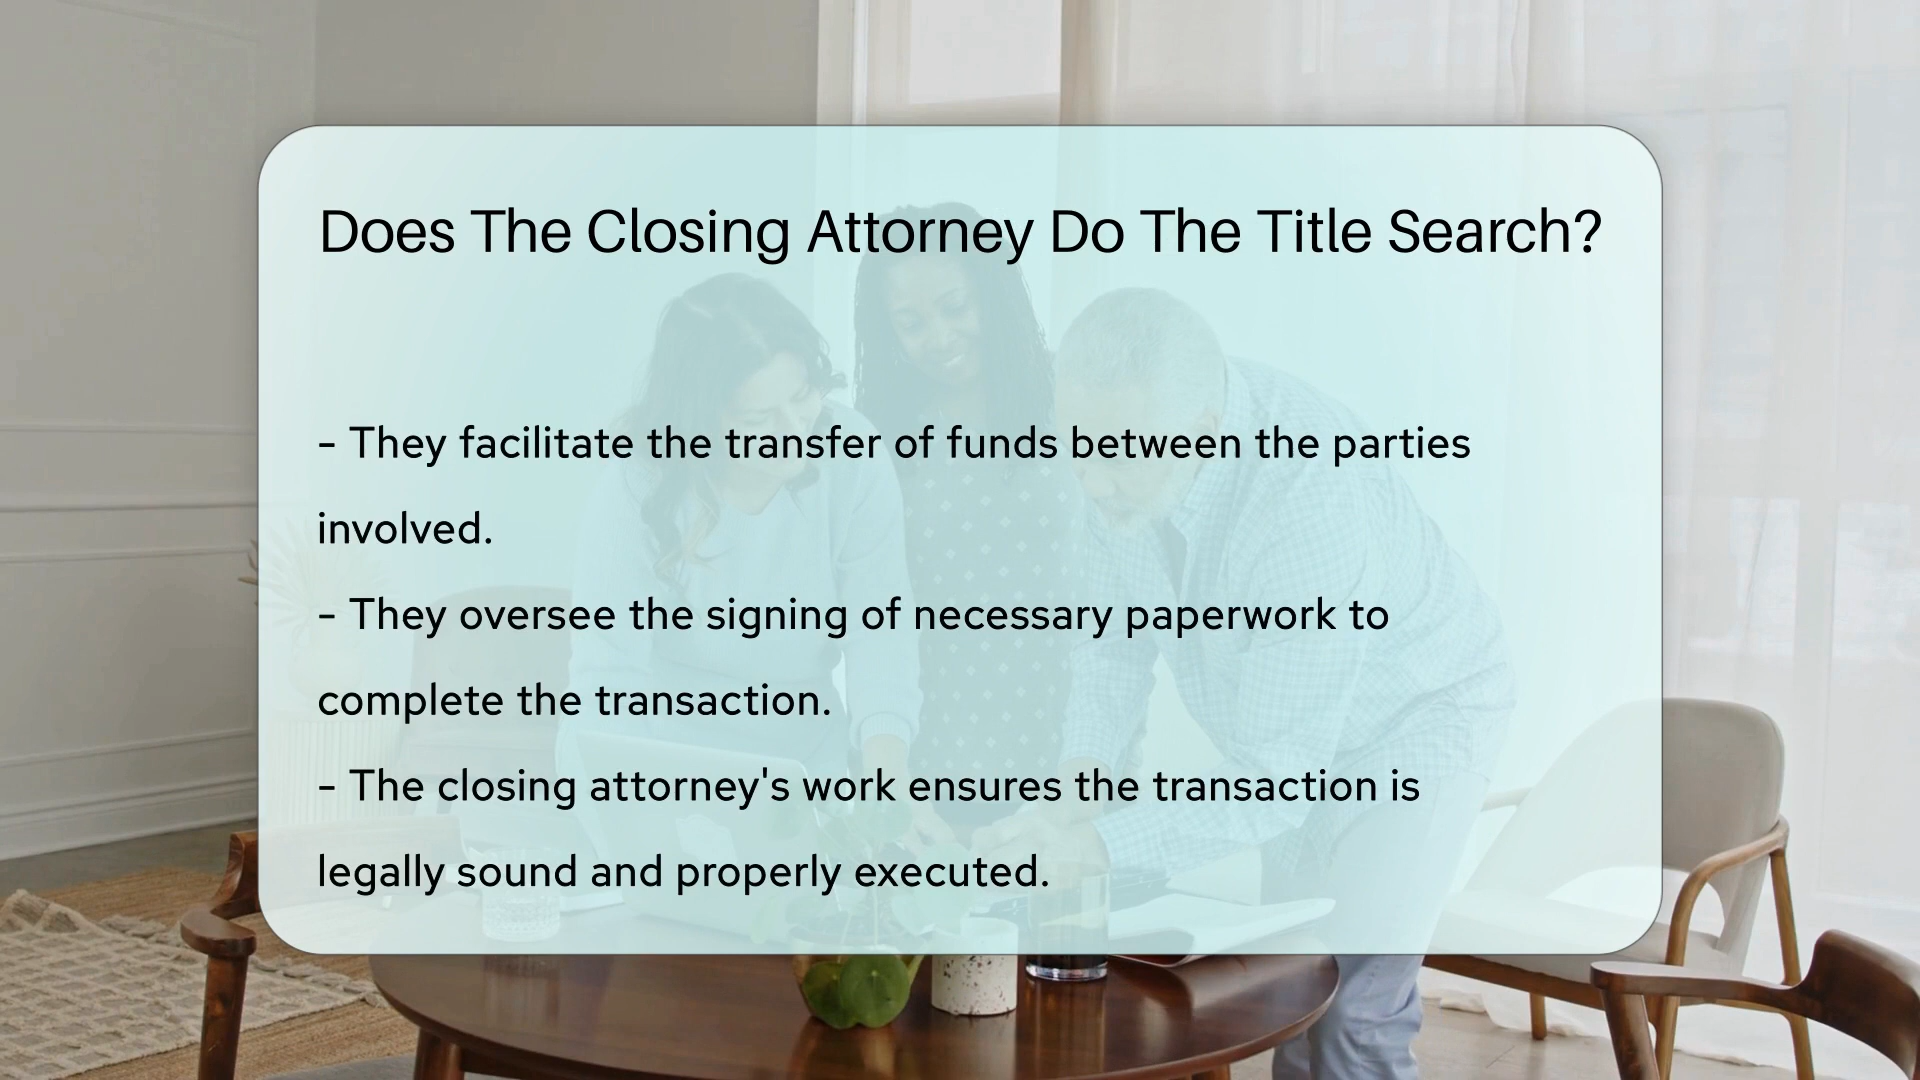 Does The Closing Attorney Do The Title Search?
- They facilitate the transfer of funds between the parties
involved.
- They oversee the signing of necessary paperwork to
complete the transaction.
- The closing attorney's work ensures the transaction is
legally sound and properly executed.